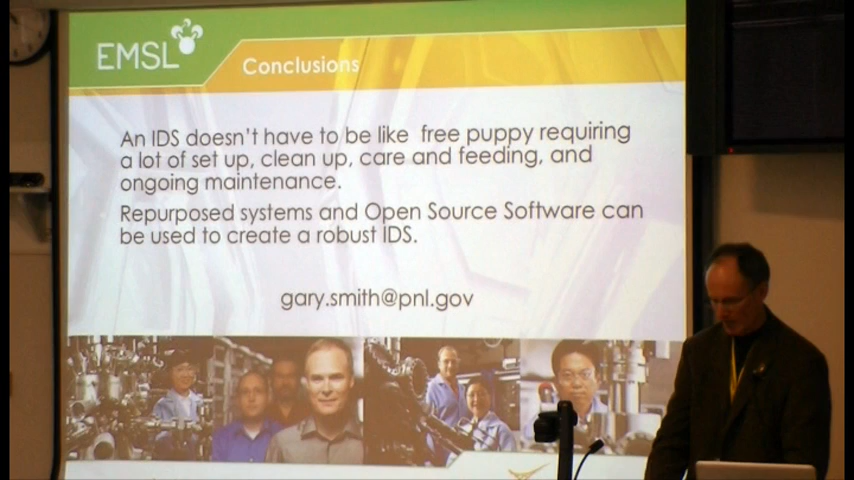 EMSL
Conclusions
An IDS doesn't have to be like free puppy requiring
a lot of set up, clean up, care and feeding, and
ongoing maintenance.
Repurposed systems and Open Source Software can
be used to create a robust IDS.
gary.smith@pnl.gov